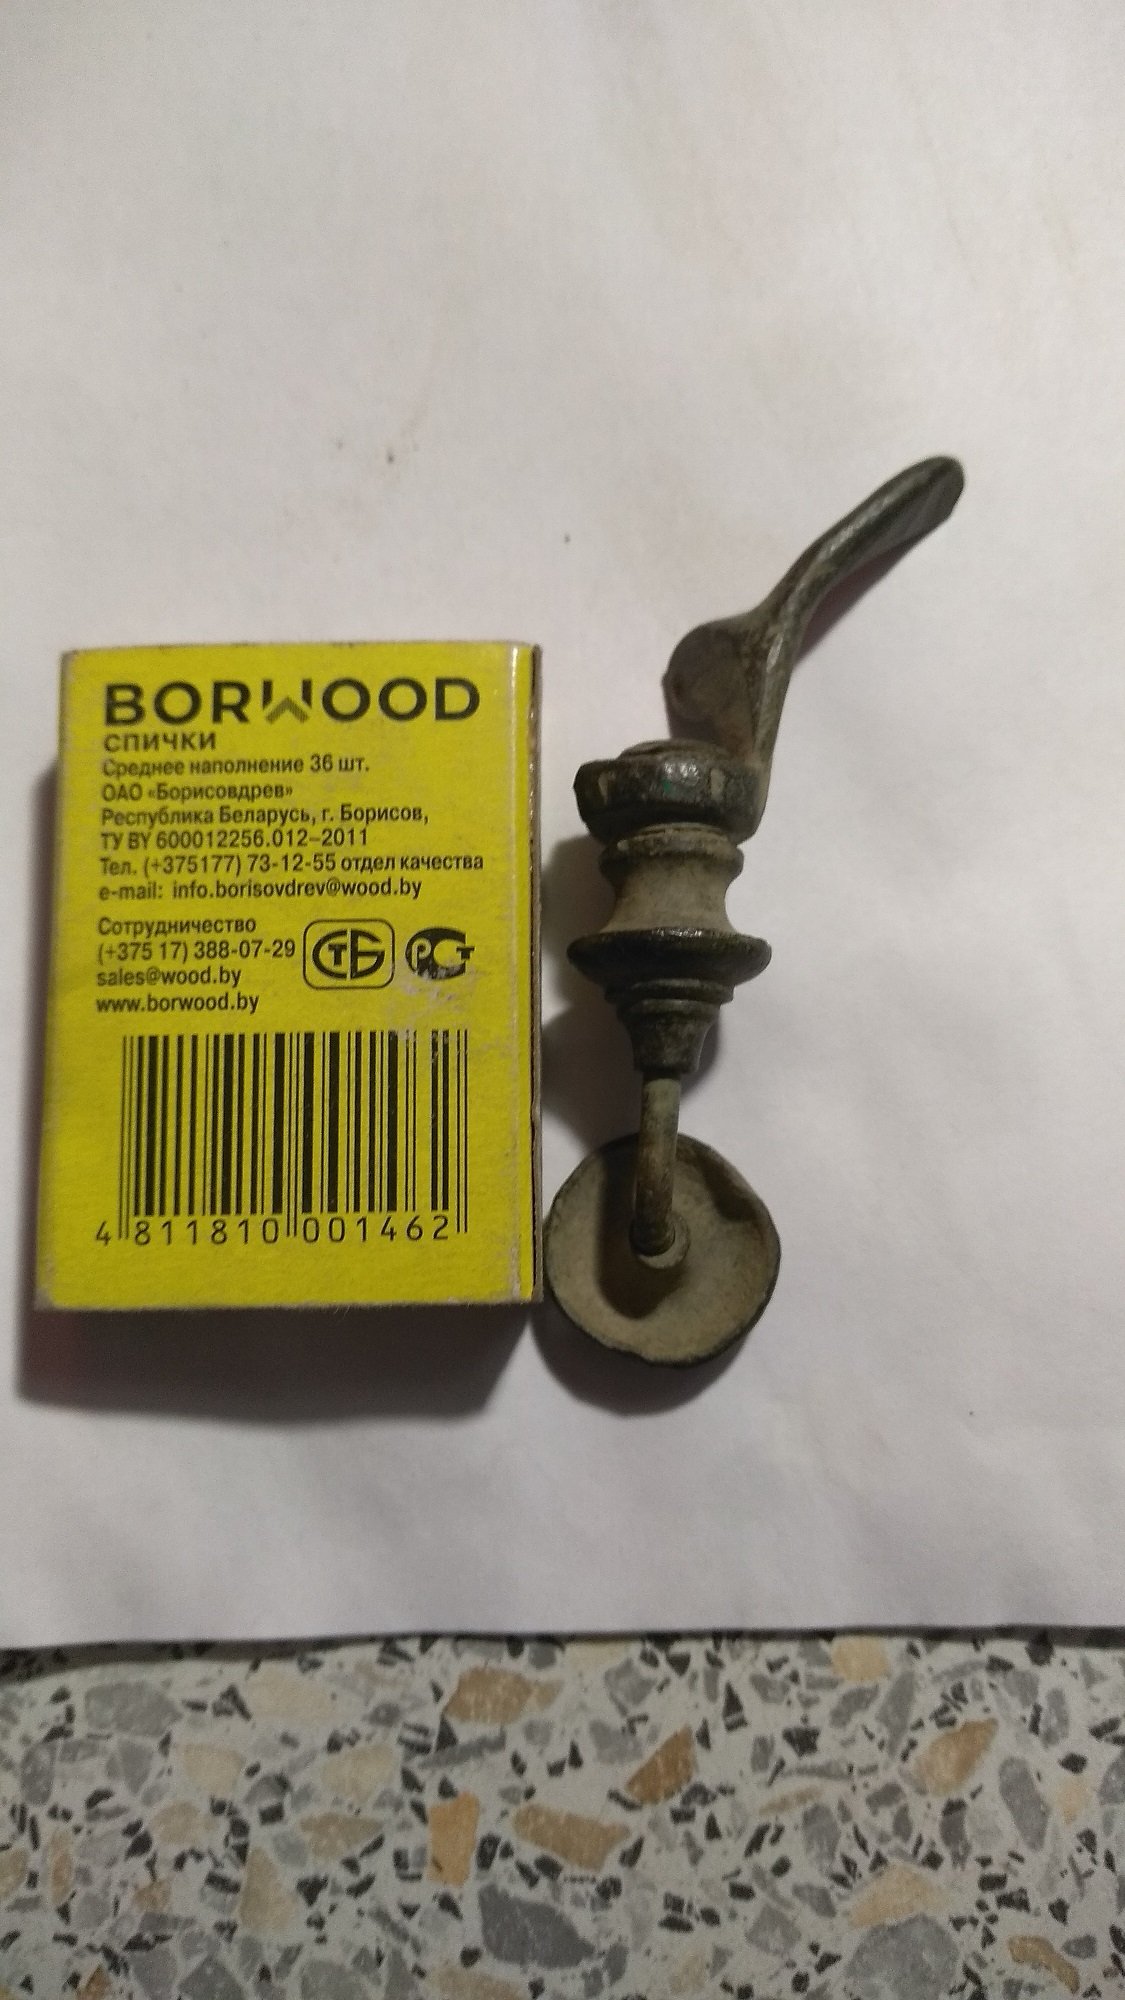 BORWOOD
спички
Среднее наполнение 36 шт.
ОАО «Борисовдрев»
Республика Беларусь, г. Борисов,
ТУ BY 600012256.012–2011
Тел. (+375177) 73-12-55 отдел качества
e-mail: info.borisovdrev@wood.by
Сотрудничество
(+375 17) 388-07-29
sales@wood.by
www.borwood.by
СТБ
РСТ
4 811810 001462